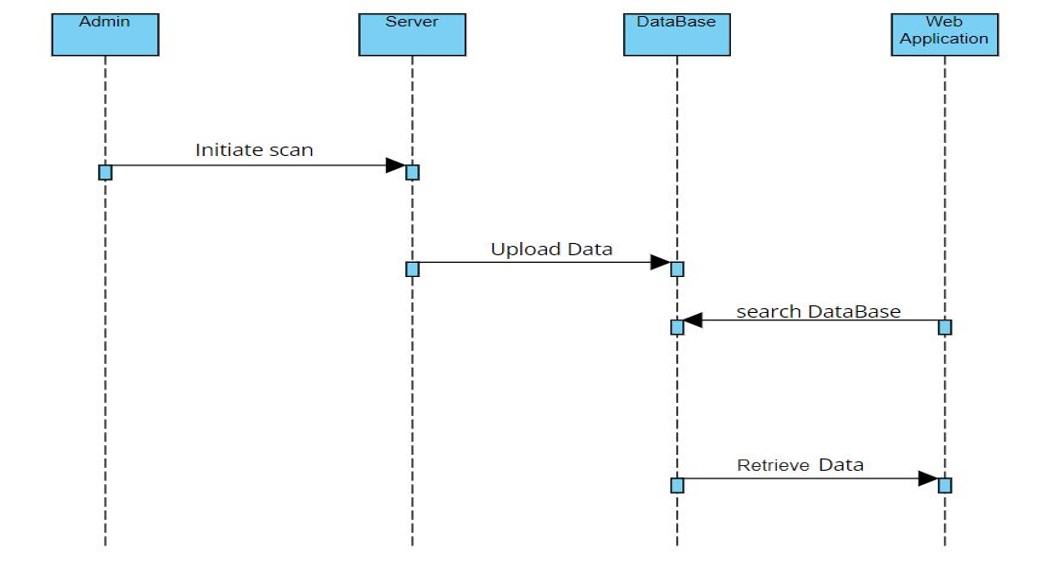 Admin
Server
DataBase
Web
Application
Initiate scan
Upload Data
search DataBase
Retrieve Data